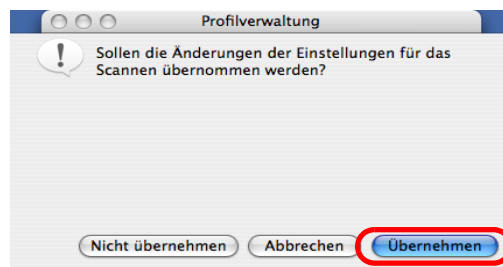 Profilverwaltung
Sollen die Änderungen der Einstellungen für das
Scannen übernommen werden?
Nicht übernehmen Abbrechen Übernehmen